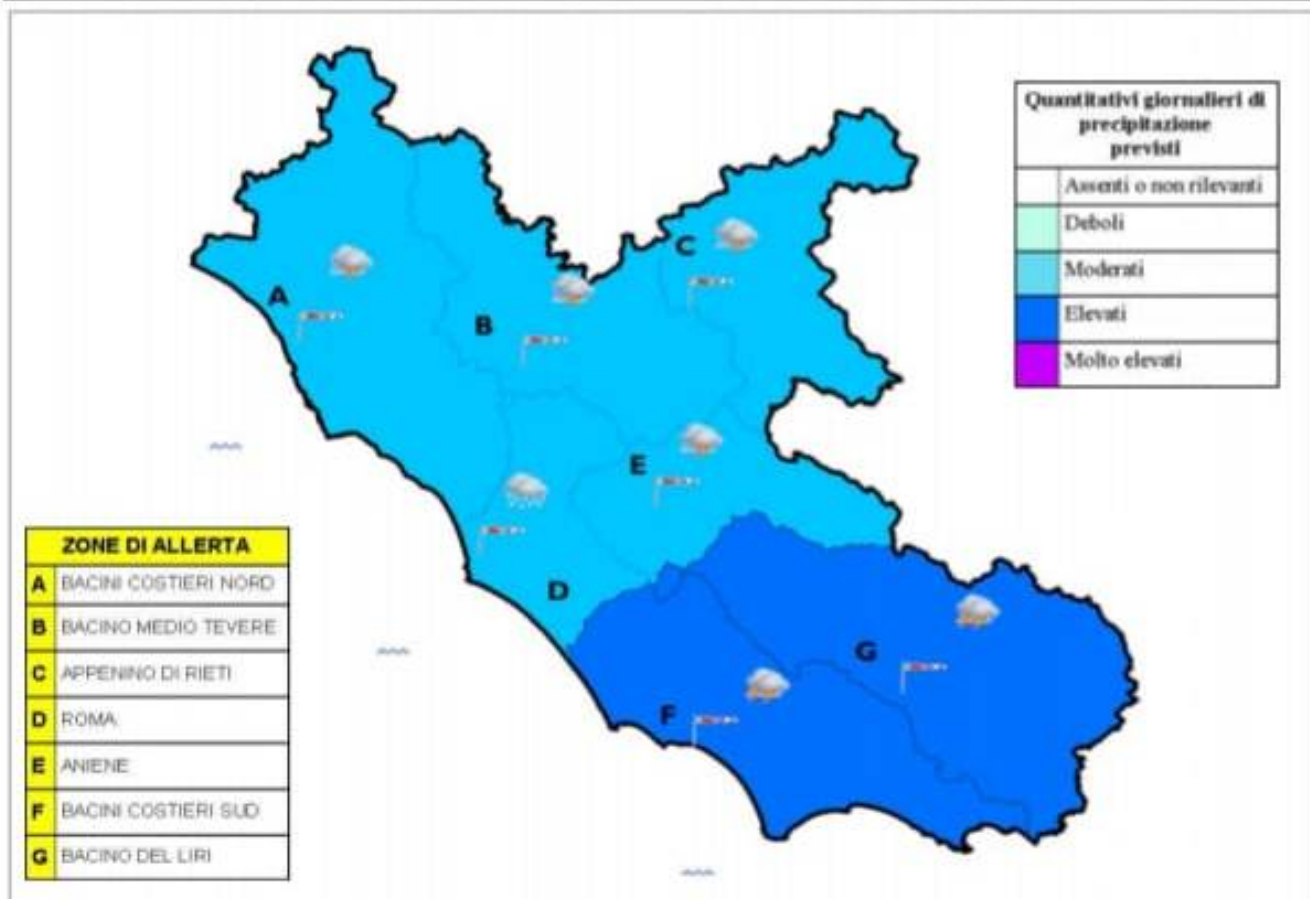 Quantitativi giornalieri di
precipitazione
previsti
Assenti o non rilevanti
Deboli
Moderati
Elevati
Molto elevati
A
B
C
D
E
F
G
ZONE DI ALLERTA
A BACINI COSTIERI NORD
B BACINO MEDIO TEVERE
C APPENINO DI RIETI
D ROMA
E ANIENE
F BACINI COSTIERI SUD
G BACINO DEL LIRI